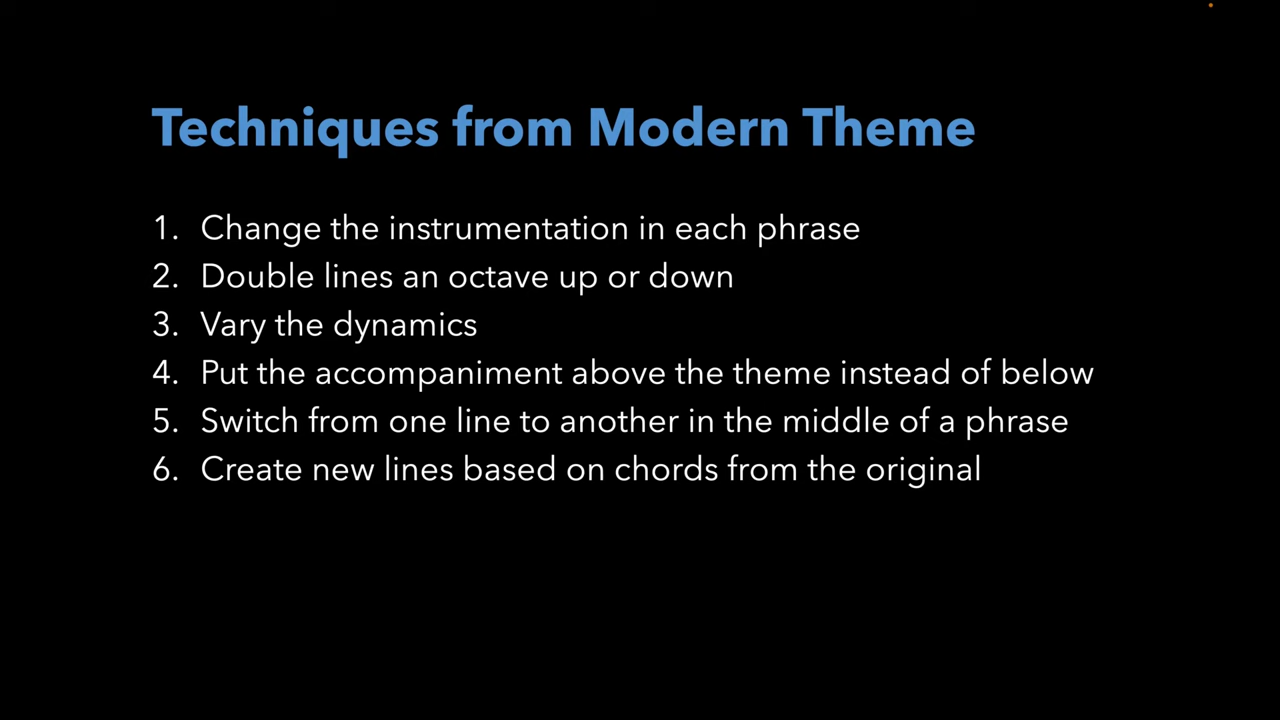 Techniques from Modern Theme
1. Change the instrumentation in each phrase
2. Double lines an octave up or down
3. Vary the dynamics
4. Put the accompaniment above the theme instead of below
5. Switch from one line to another in the middle of a phrase
6. Create new lines based on chords from the original